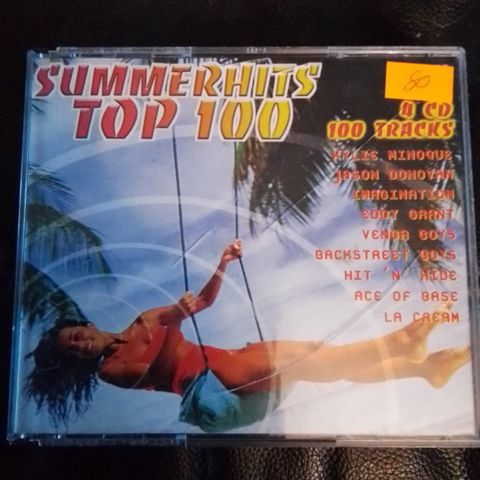 SUMMERHITS
TOP 100
80
4 CD
100 TRACKS
KYLIE MINOGUE
JASON DONOVAN
IMAGINATION
EDDY GRANT
VENGA BOYS
BACKSTREET BOYS
HIT 'N' HIDE
ACE OF BASE
LA CREAM